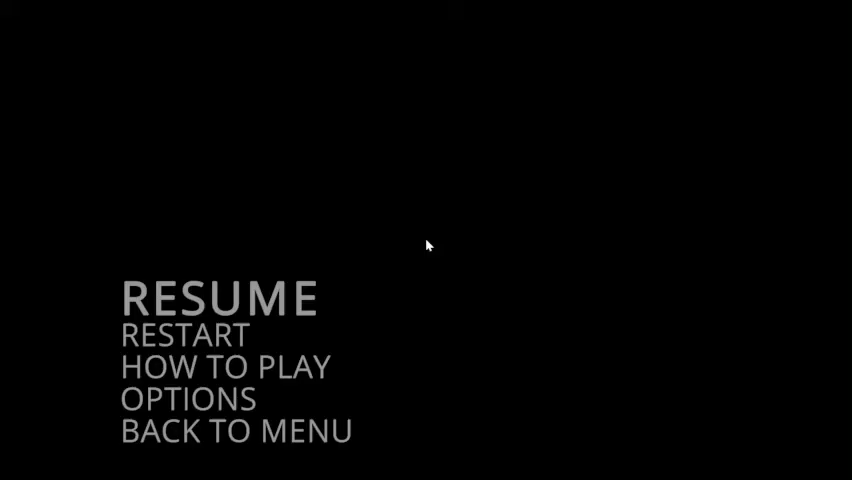 RESUME
RESTART
HOW TO PLAY
OPTIONS
BACK TO MENU